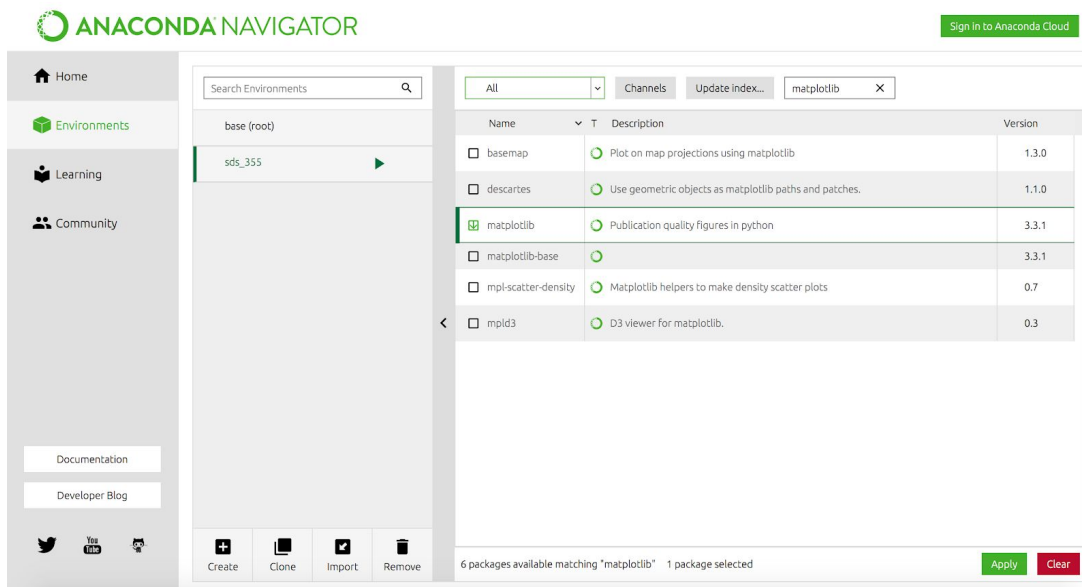 ANACONDA NAVIGATOR
Sign in to Anaconda Cloud
Home
Environments
Learning
Community
Documentation
Developer Blog
You Tube
Search Environments
base (root)
sds_355
Create Clone Import Remove
All Channels Update index... matplotlib
Name T Description Version
basemap Plot on map projections using matplotlib 1.3.0
descartes Use geometric objects as matplotlib paths and patches. 1.1.0
matplotlib Publication quality figures in python 3.3.1
matplotlib-base 3.3.1
mpl-scatter-density Matplotlib helpers to make density scatter plots 0.7
mpld3 D3 viewer for matplotlib. 0.3
6 packages available matching "matplotlib" 1 package selected
Apply Clear